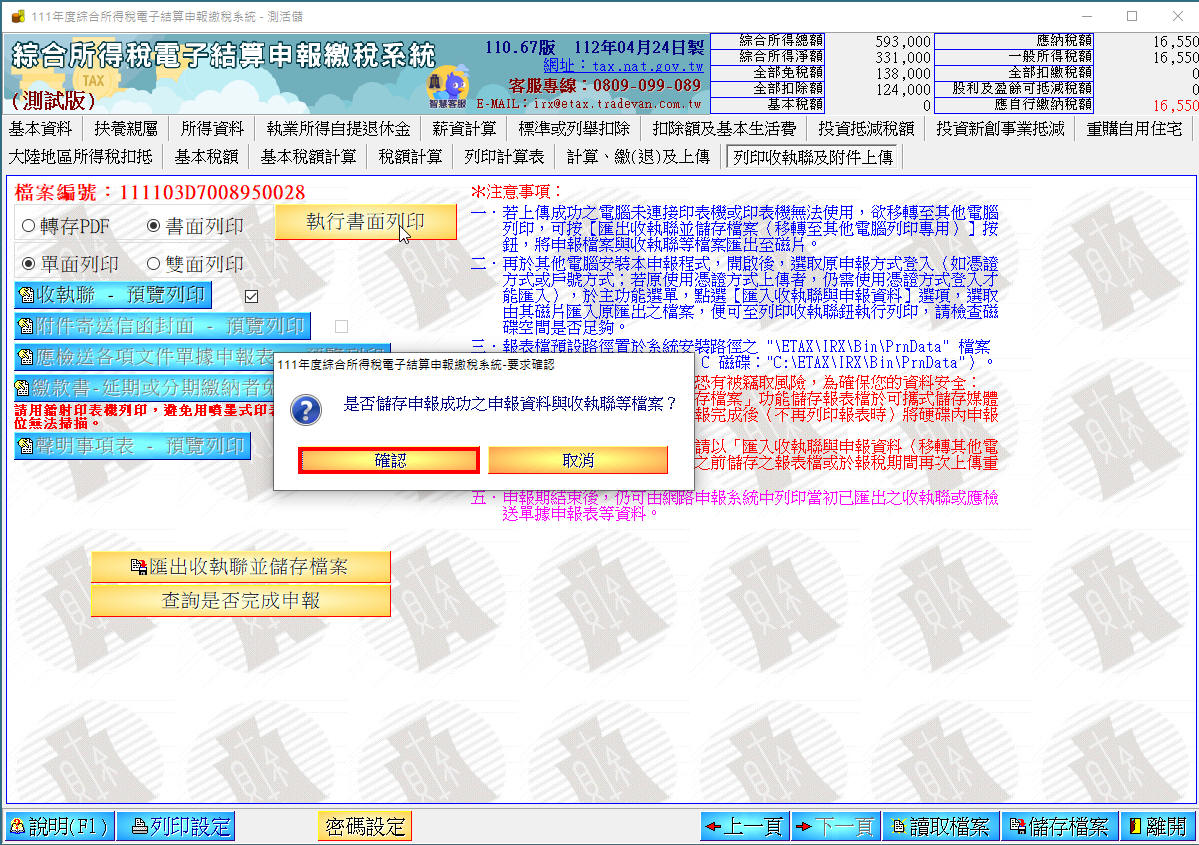 111年度綜合所得稅電子結算申報繳稅系統 - 測活儲
綜合所得稅電子結算申報繳稅系統
(測試版)
TAX
智慧客服
110.67版 112年04月24日製
網址：tax.nat.gov.tw
客服專線：0809-099-089
E-MAIL：irx@etax.tradevan.com.tw
綜合所得總額 593,000 應納稅額 16,550
綜合所得淨額 331,000 一般所得稅額 16,550
全部免稅額 138,000 全部扣繳稅額 0
全部扣除額 124,000 股利及盈餘可抵減稅額 0
基本稅額 0 應自行繳納稅額 16,550
基本資料 扶養親屬 所得資料 執業所得自提退休金 薪資計算 標準或列舉扣除 扣除額及基本生活費 投資抵減稅額 投資新創事業抵減 重購自用住宅
大陸地區所得稅扣抵 基本稅額 基本稅額計算 稅額計算 列印計算表 計算、繳(退)及上傳 列印收執聯及附件上傳
檔案編號：111103D7008950028
轉存PDF 書面列印 執行書面列印
單面列印 雙面列印
收執聯 - 預覽列印
附件寄送信函封面 - 預覽列印
應檢送各項文件單據申報表 - 預覽列印
繳款書-延期或分期繳納者免
請用鐳射印表機列印，避免用噴墨式印表
位無法掃描。
聲明事項表 - 預覽列印
匯出收執聯並儲存檔案
查詢是否完成申報
＊注意事項：
一．若上傳成功之電腦未連接印表機或印表機無法使用，欲移轉至其他電腦
列印，可按［匯出收執聯並儲存檔案（移轉至其他電腦列印專用）］按
鈕，將申報檔案與收執聯等檔案匯出至磁片。
二．再於其他電腦安裝本申報程式，開啟後，選取原申報方式登入（如憑證
方式或戶號方式；若原使用憑證方式上傳者，仍需使用憑證方式登入才
能匯入），於主功能選單，點選［匯入收執聯與申報資料］選項，選取
由其磁片匯入原匯出之檔案，便可至列印收執聯鈕執行列印，請檢查磁
碟空間是否足夠。
三．報表檔預設路徑置於系統安裝路徑之 "\ETAX\IRX\Bin\PrnData" 檔案
C 磁碟："C:\ETAX\IRX\Bin\PrnData"）。
恐有被竊取風險，為確保您的資料安全：
存檔案」功能儲存報表檔於可攜式儲存媒體
報完成後（不再列印報表時）將硬碟內申報
請以「匯入收執聯與申報資料（移轉其他電
之前儲存之報表檔或於報稅期間再次上傳重
五．申報期結束後，仍可由網路申報系統中列印當初已匯出之收執聯或應檢
送單據申報表等資料。
111年度綜合所得稅電子結算申報繳稅系統-要求確認
是否儲存申報成功之申報資料與收執聯等檔案？
確認 取消
說明(F1) 列印設定 密碼設定 上一頁 下一頁 讀取檔案 儲存檔案 離開